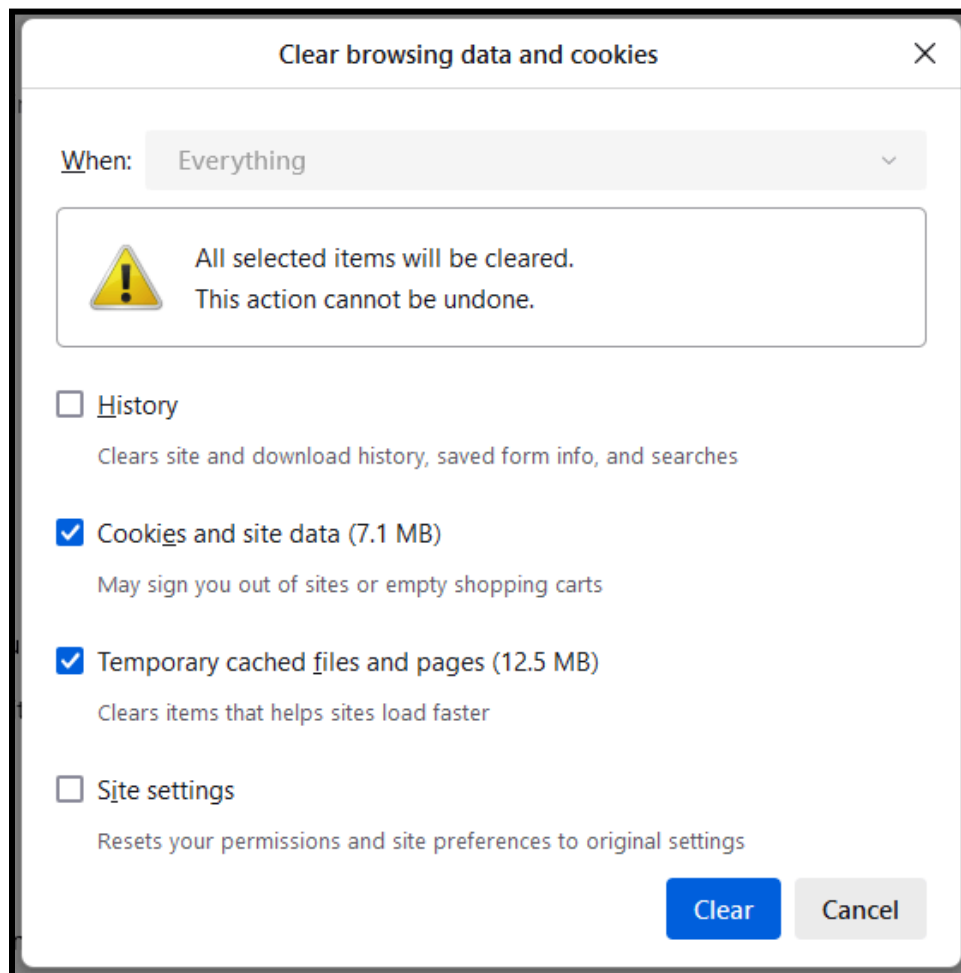 Clear browsing data and cookies
When: Everything
All selected items will be cleared.
This action cannot be undone.
History
Clears site and download history, saved form info, and searches
Cookies and site data (7.1 MB)
May sign you out of sites or empty shopping carts
Temporary cached files and pages (12.5 MB)
Clears items that helps sites load faster
Site settings
Resets your permissions and site preferences to original settings
Clear Cancel